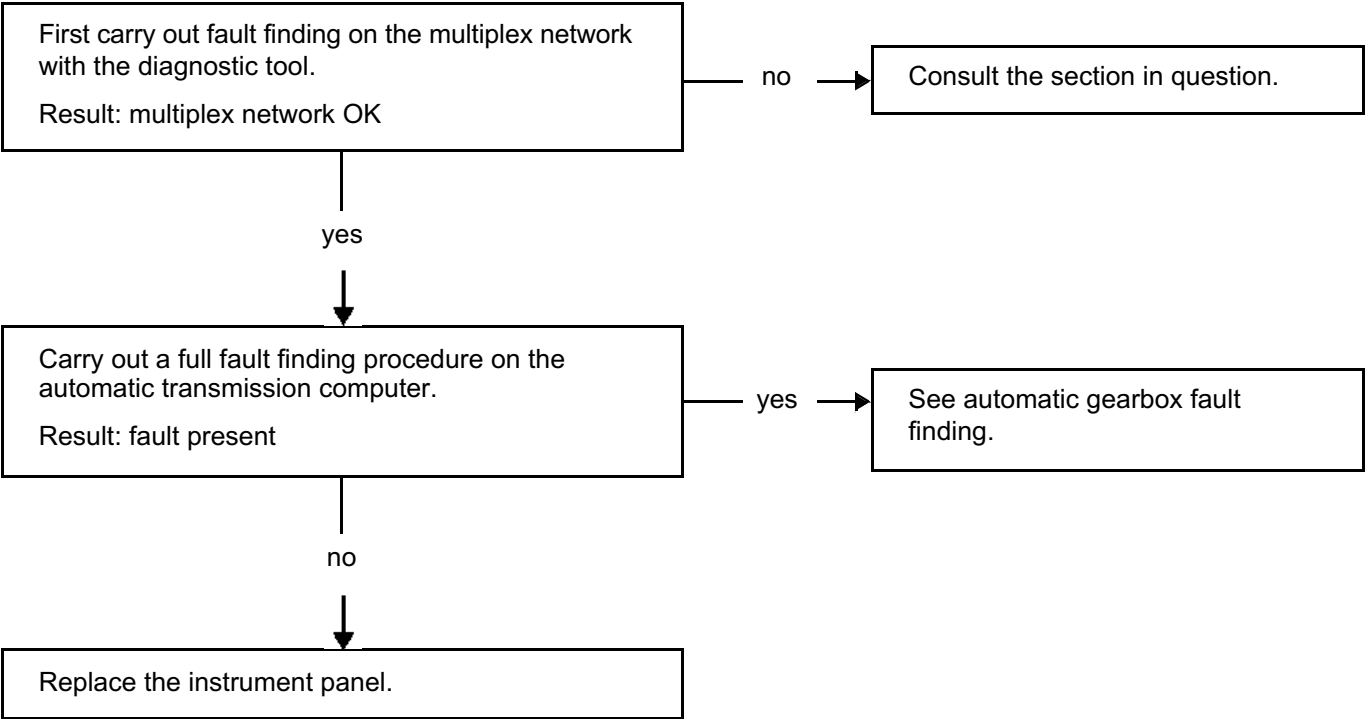 First carry out fault finding on the multiplex network
with the diagnostic tool.
Result: multiplex network OK
no
Consult the section in question.
yes
Carry out a full fault finding procedure on the
automatic transmission computer.
Result: fault present
yes
See automatic gearbox fault
finding.
no
Replace the instrument panel.